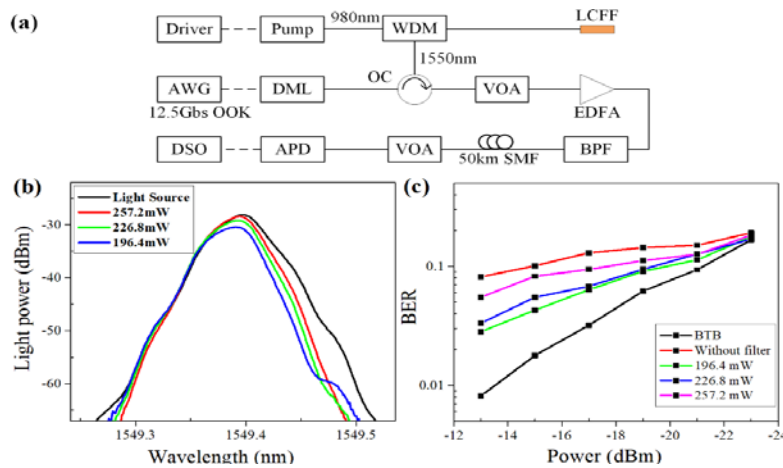 (a)
Driver
Pump
980nm
WDM
LCFF
1550nm
AWG
DML
OC
VOA
EDFA
12.5Gbs OOK
DSO
APD
VOA
50km SMF
BPF
(b)
Light Source
257.2mW
226.8mW
196.4mW
-30
-40
-50
-60
Light power (dBm)
1549.3
1549.4
1549.5
Wavelength (nm)
(c)
0.1
0.01
BER
BTB
Without filter
196.4 mW
226.8 mW
257.2 mW
-12
-14
-16
-18
-20
-22
-24
Power (dBm)